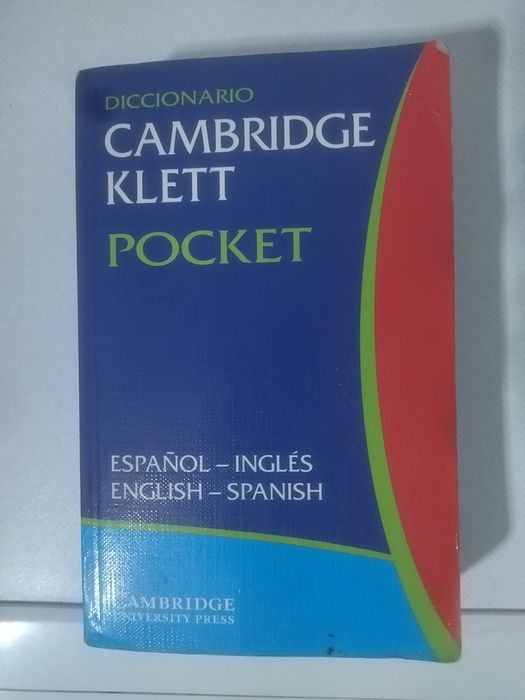 DICCIONARIO
CAMBRIDGE
KLETT
POCKET
ESPAÑOL – INGLÉS
ENGLISH – SPANISH
CAMBRIDGE
UNIVERSITY PRESS